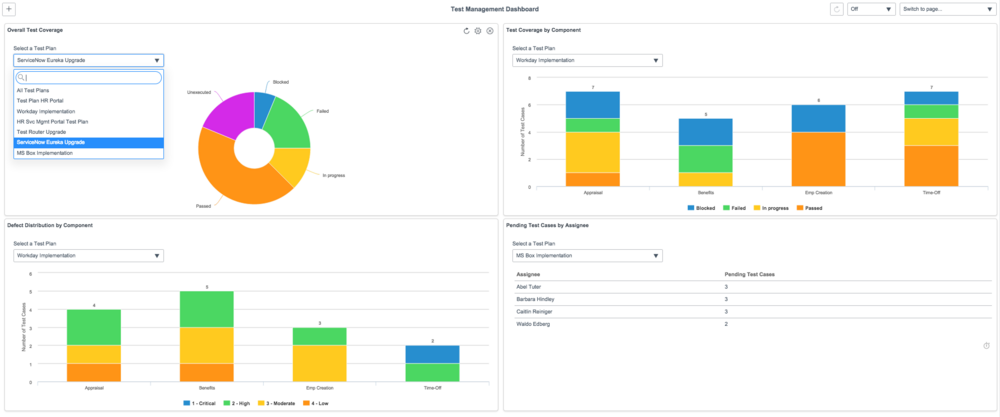 +
Test Management Dashboard
Off
Switch to page...
Overall Test Coverage
Select a Test Plan
ServiceNow Eureka Upgrade
All Test Plans
Test Plan HR Portal
Workday Implementation
HR Svc Mgmt Portal Test Plan
Test Router Upgrade
ServiceNow Eureka Upgrade
MS Box Implementation
Blocked
Unexecuted
Failed
In progress
Passed
Test Coverage by Component
Select a Test Plan
Workday Implementation
Number of Test Cases
8
6
4
2
0
7
5
6
7
Appraisal
Benefits
Emp Creation
Time-Off
Blocked
Failed
In progress
Passed
Defect Distribution by Component
Select a Test Plan
Workday Implementation
Number of Test Cases
6
5
4
3
2
1
0
4
5
3
2
Appraisal
Benefits
Emp Creation
Time-Off
1 - Critical
2 - High
3 - Moderate
4 - Low
Pending Test Cases by Assignee
Select a Test Plan
MS Box Implementation
Assignee Pending Test Cases
Abel Tuter 3
Barbara Hindley 3
Caitlin Reiniger 3
Waldo Edberg 2